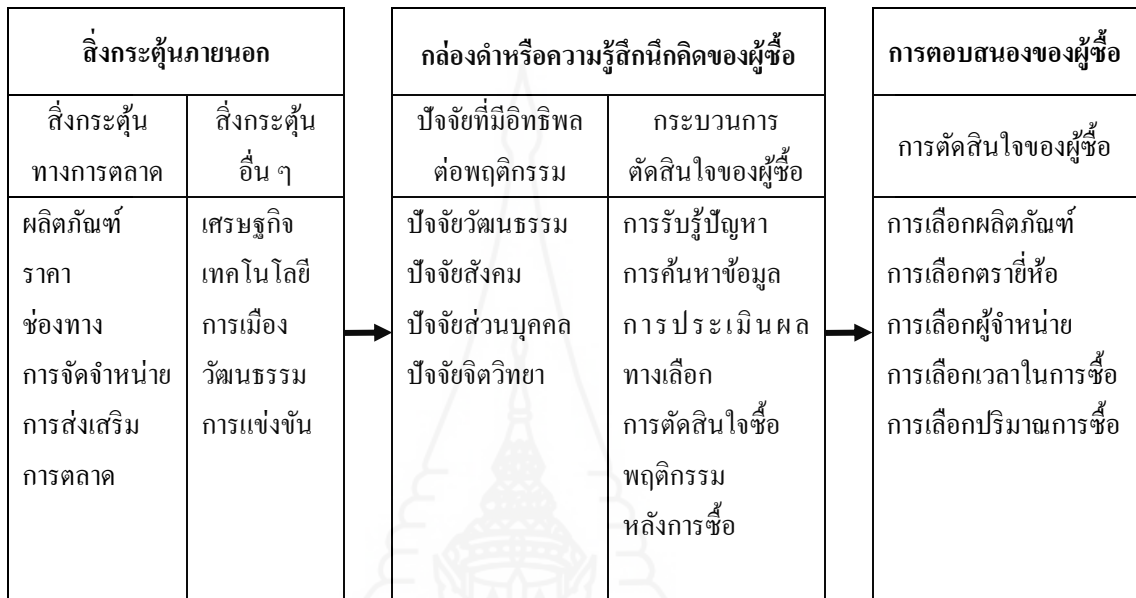 สิ่งกระตุ้นภายนอก
สิ่งกระตุ้น
ทางการตลาด
สิ่งกระตุ้น
อื่น ๆ
ผลิตภัณฑ์
ราคา
ช่องทาง
การจัดจำหน่าย
การส่งเสริม
การตลาด
เศรษฐกิจ
เทคโนโลยี
การเมือง
วัฒนธรรม
การแข่งขัน
กล่องดำหรือความรู้สึกนึกคิดของผู้ซื้อ
ปัจจัยที่มีอิทธิพล
ต่อพฤติกรรม
กระบวนการ
ตัดสินใจของผู้ซื้อ
ปัจจัยวัฒนธรรม
ปัจจัยสังคม
ปัจจัยส่วนบุคคล
ปัจจัยจิตวิทยา
การรับรู้ปัญหา
การค้นหาข้อมูล
การประเมินผล
ทางเลือก
การตัดสินใจซื้อ
พฤติกรรม
หลังการซื้อ
การตอบสนองของผู้ซื้อ
การตัดสินใจของผู้ซื้อ
การเลือกผลิตภัณฑ์
การเลือกตรายี่ห้อ
การเลือกผู้จำหน่าย
การเลือกเวลาในการซื้อ
การเลือกปริมาณการซื้อ